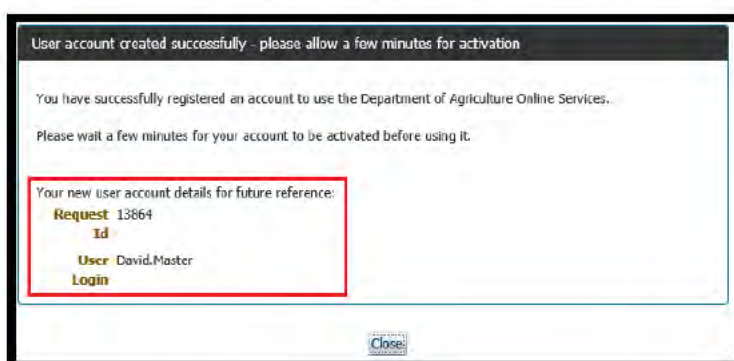 User account created successfully - please allow a few minutes for activation
You have successfully registered an account to use the Department of Agriculture Online Services.
Please wait a few minutes for your account to be activated before using it.
Your new user account details for future reference:
Request 13864
Id
User David.Master
Login
Close